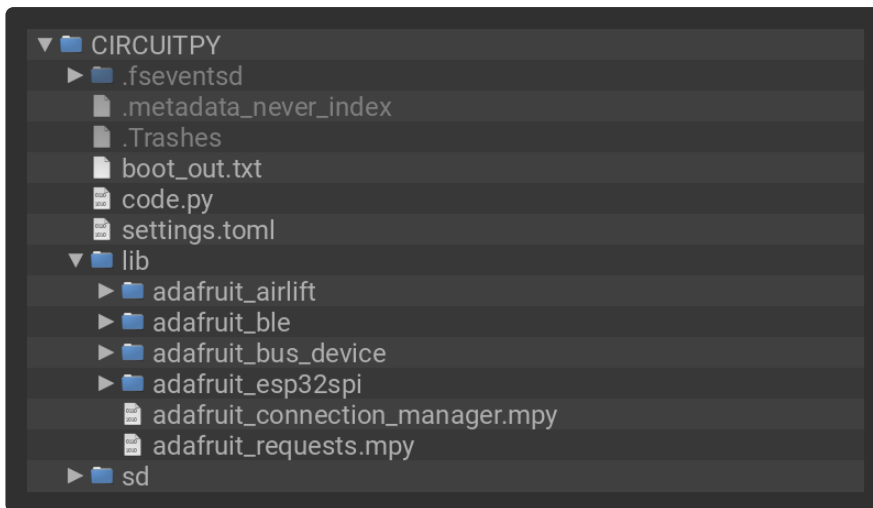 CIRCUITPY
.fseventsd
.metadata_never_index
.Trashes
boot_out.txt
code.py
settings.toml
lib
adafruit_airlift
adafruit_ble
adafruit_bus_device
adafruit_esp32spi
adafruit_connection_manager.mpy
adafruit_requests.mpy
sd